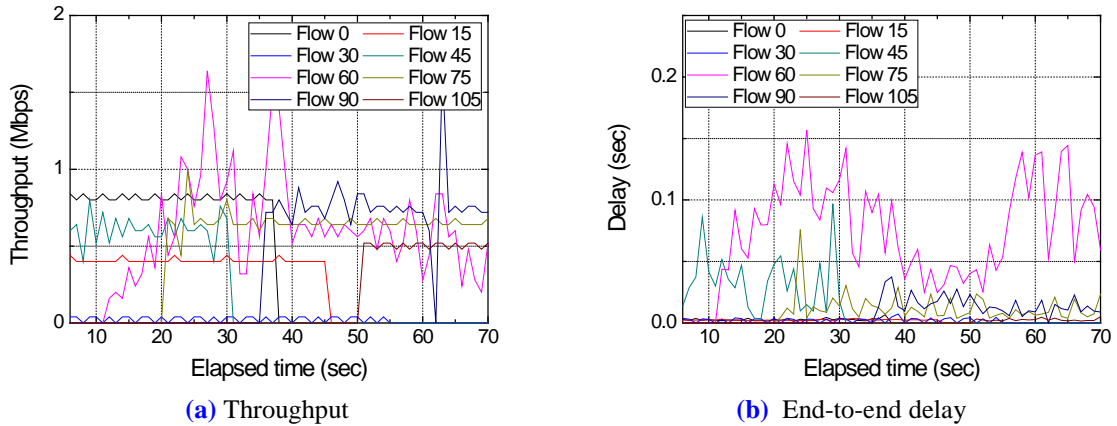 2
1
0
Throughput (Mbps)
Flow 0 Flow 15
Flow 30 Flow 45
Flow 60 Flow 75
Flow 90 Flow 105
10 20 30 40 50 60 70
Elapsed time (sec)
(a) Throughput
0.2
0.1
0.0
Delay (sec)
Flow 0 Flow 15
Flow 30 Flow 45
Flow 60 Flow 75
Flow 90 Flow 105
10 20 30 40 50 60 70
Elapsed time (sec)
(b) End-to-end delay